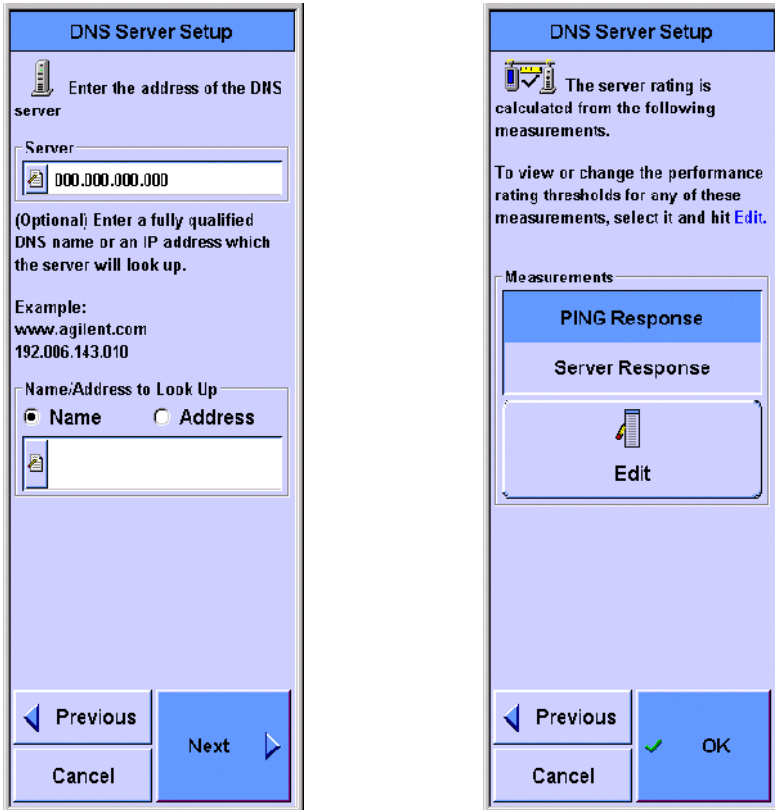 DNS Server Setup
Enter the address of the DNS
server
Server
000.000.000.000
(Optional) Enter a fully qualified
DNS name or an IP address which
the server will look up.
Example:
www.agilent.com
192.006.143.010
Name/Address to Look Up
Name
Address
Previous
Cancel
Next
DNS Server Setup
The server rating is
calculated from the following
measurements.
To view or change the performance
rating thresholds for any of these
measurements, select it and hit Edit.
Measurements
PING Response
Server Response
Edit
Previous
Cancel
OK